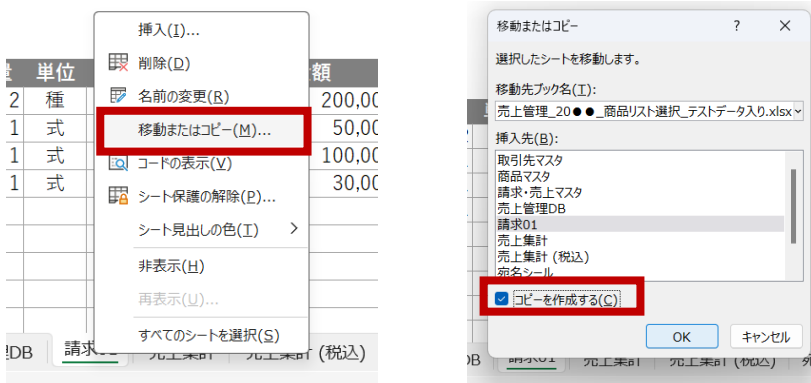 単位
額
2 種 200,00
1 式 50,00
1 式 100,00
1 式 30,00
挿入(I)...
削除(D)
名前の変更(R)
移動またはコピー(M)...
コードの表示(V)
シート保護の解除(P)...
シート見出しの色(T)
非表示(H)
再表示(U)...
すべてのシートを選択(S)
DB 請求01 売上集計 売上集計 (税込)
移動またはコピー ?
選択したシートを移動します。
移動先ブック名(T):
売上管理_20●●_商品リスト選択_テストデータ入り.xlsx
挿入先(B):
取引先マスタ
商品マスタ
請求・売上マスタ
売上管理DB
請求01
売上集計
売上集計 (税込)
宛名シール
コピーを作成する(C)
OK キャンセル
DB 請求01 売上集計 売上集計 (税込)